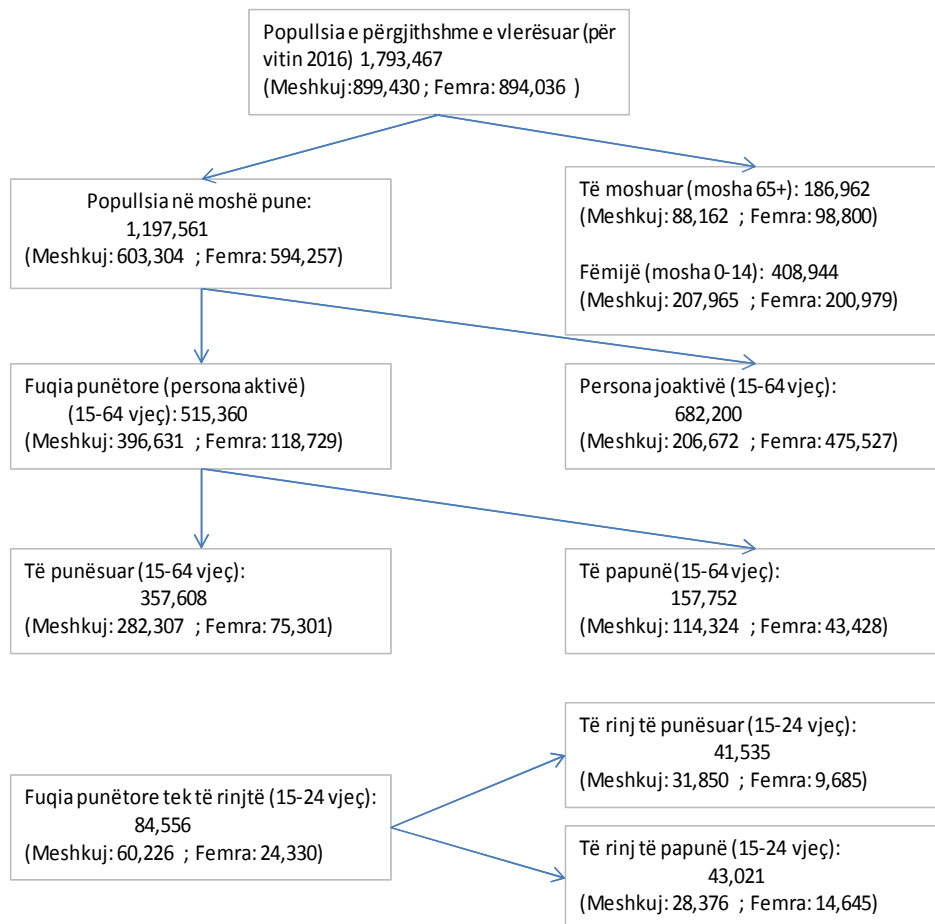 Popullsia e përgjithshme e vlerësuar (për
vitin 2016) 1,793,467
(Meshkuj:899,430 ; Femra: 894,036 )
Popullsia në moshë pune:
1,197,561
(Meshkuj: 603,304 ; Femra: 594,257)
Të moshuar (mosha 65+): 186,962
(Meshkuj: 88,162 ; Femra: 98,800)
Fëmijë (mosha 0-14): 408,944
(Meshkuj: 207,965 ; Femra: 200,979)
Fuqia punëtore (persona aktivë)
(15-64 vjeç): 515,360
(Meshkuj: 396,631 ; Femra: 118,729)
Persona joaktivë (15-64 vjeç):
682,200
(Meshkuj: 206,672 ; Femra: 475,527)
Të punësuar (15-64 vjeç):
357,608
(Meshkuj: 282,307 ; Femra: 75,301)
Të papunë(15-64 vjeç):
157,752
(Meshkuj: 114,324 ; Femra: 43,428)
Fuqia punëtore tek të rinjtë (15-24 vjeç):
84,556
(Meshkuj: 60,226 ; Femra: 24,330)
Të rinj të punësuar (15-24 vjeç):
41,535
(Meshkuj: 31,850 ; Femra: 9,685)
Të rinj të papunë (15-24 vjeç):
43,021
(Meshkuj: 28,376 ; Femra: 14,645)